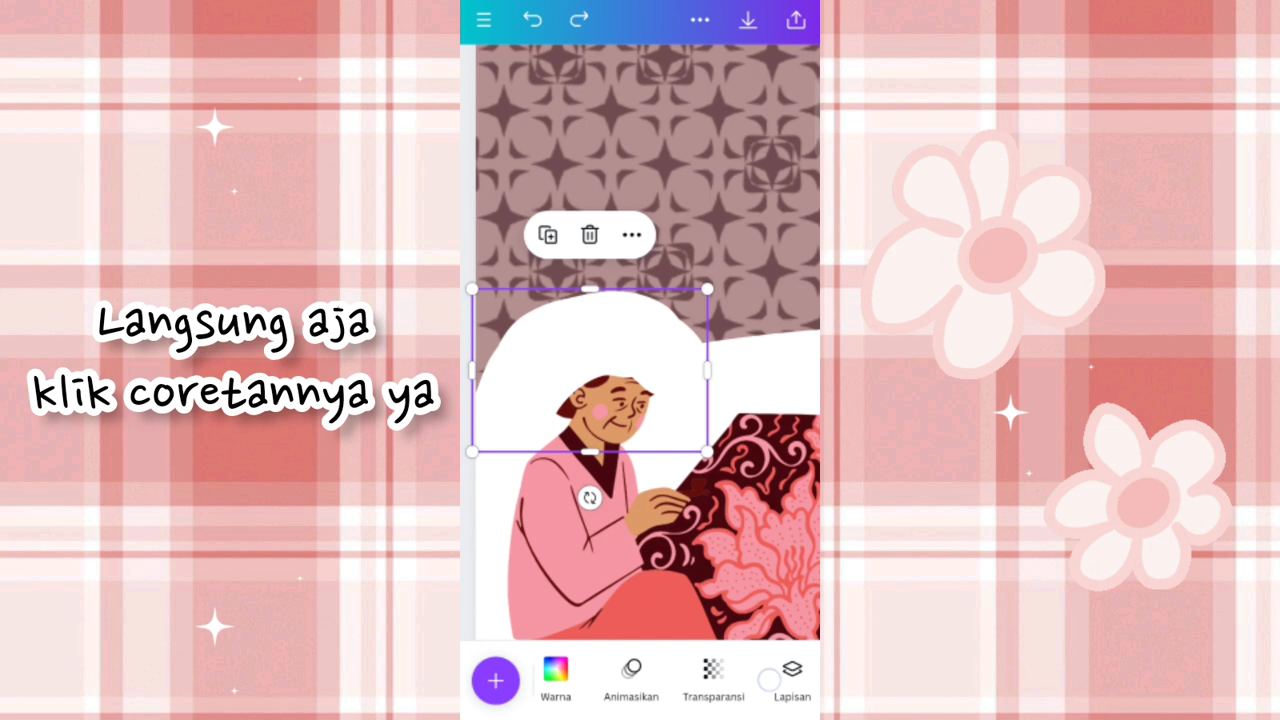 Langsung aja
klik coretannya ya
Warna
Animasikan
Transparansi
Lapisan